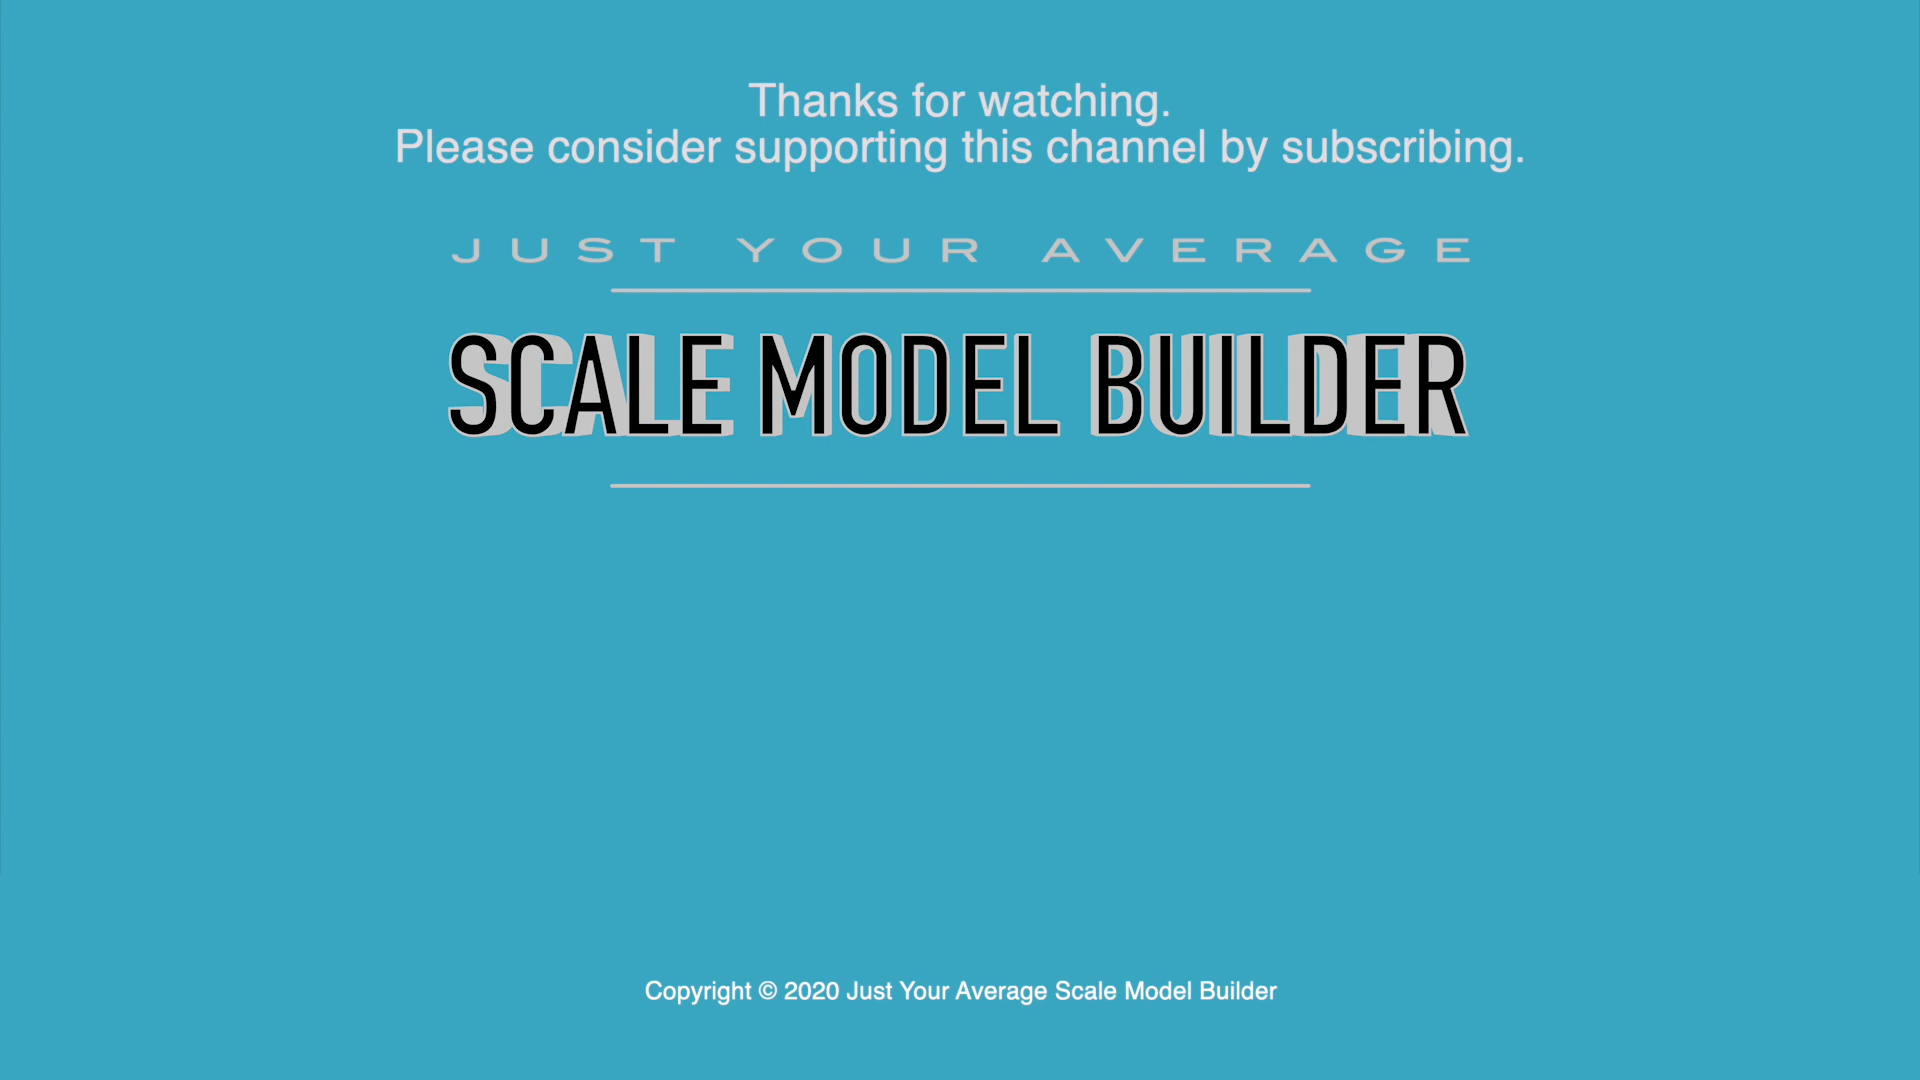 Thanks for watching.
Please consider supporting this channel by subscribing.
JUST YOUR AVERAGE
SCALE MODEL BUILDER
Copyright © 2020 Just Your Average Scale Model Builder